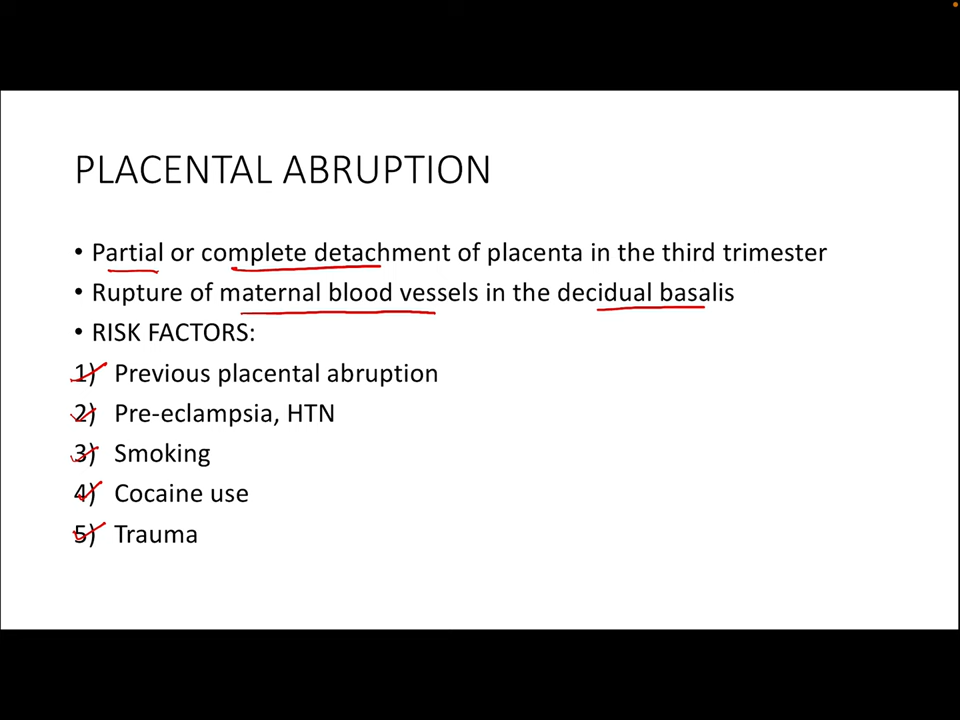 PLACENTAL ABRUPTION
• Partial or complete detachment of placenta in the third trimester
• Rupture of maternal blood vessels in the decidual basalis
• RISK FACTORS:
1) Previous placental abruption
2) Pre-eclampsia, HTN
3) Smoking
4) Cocaine use
5) Trauma